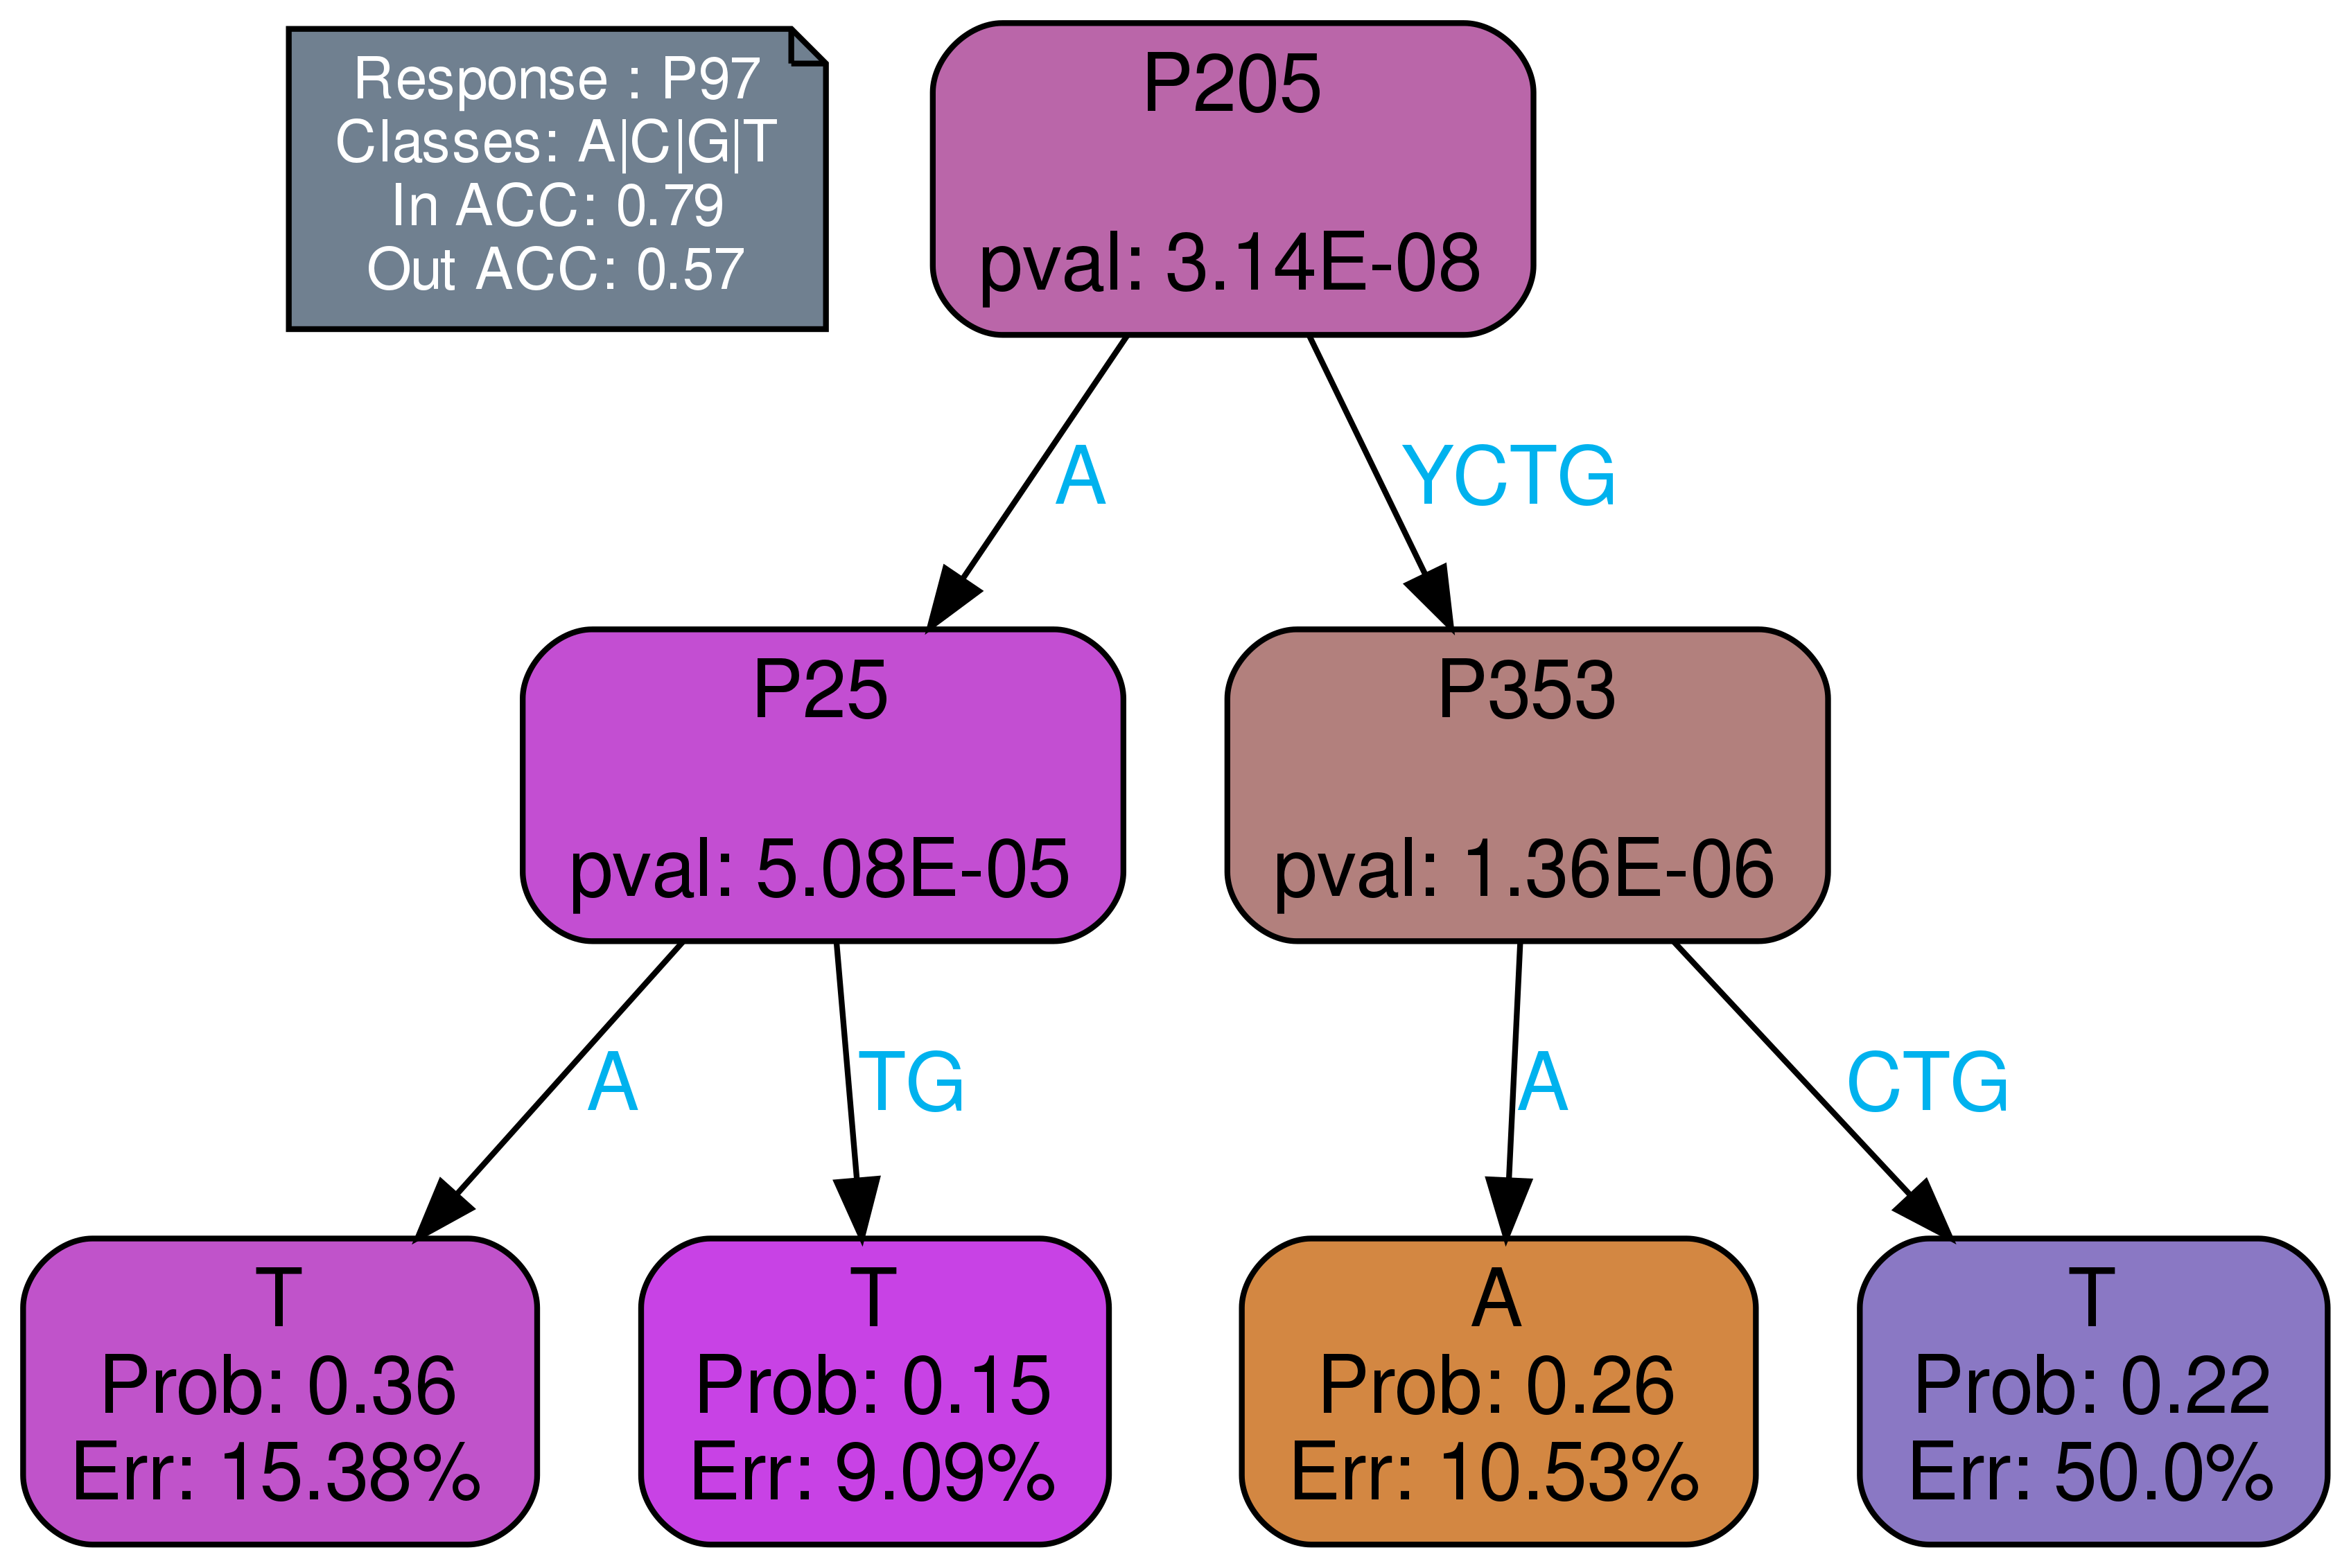 Response : P97
Classes: A|C|G|T
In ACC: 0.79
Out ACC: 0.57
P205
pval: 3.14E-08
A
YCTG
P25
pval: 5.08E-05
P353
pval: 1.36E-06
A
TG
A
CTG
T
Prob: 0.36
Err: 15.38%
T
Prob: 0.15
Err: 9.09%
A
Prob: 0.26
Err: 10.53%
T
Prob: 0.22
Err: 50.0%